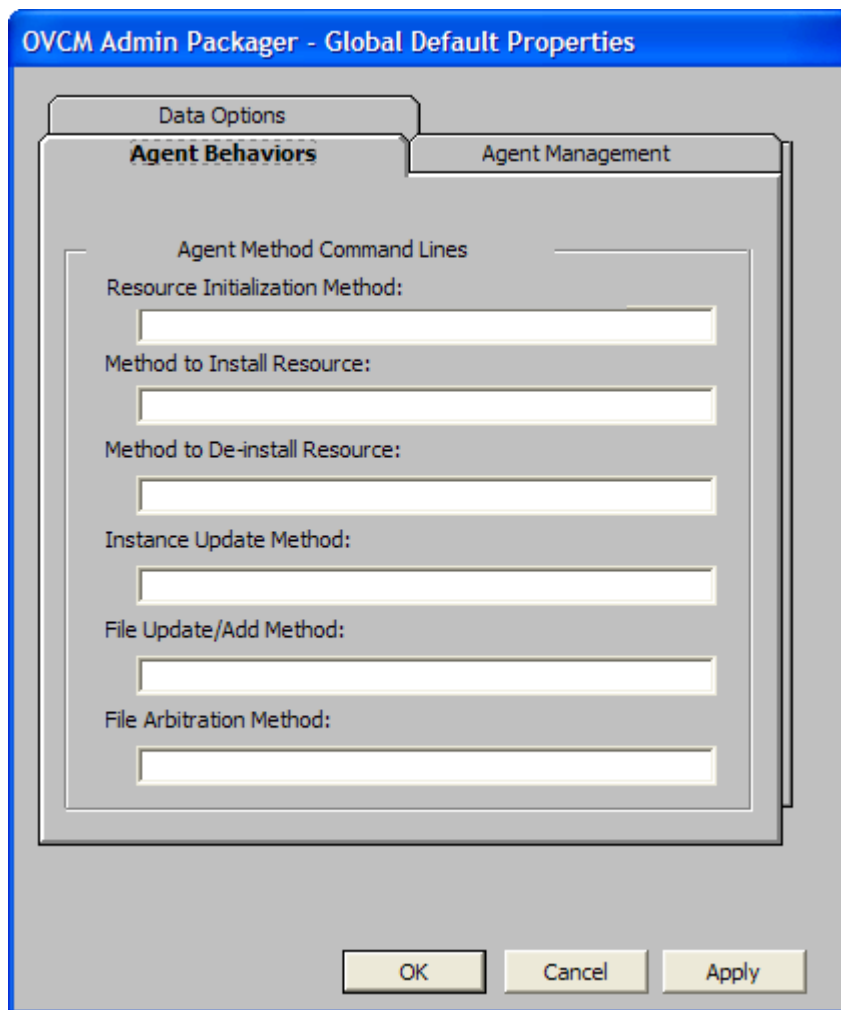 OVCM Admin Packager - Global Default Properties
Data Options
Agent Behaviors
Agent Management
Agent Method Command Lines
Resource Initialization Method:
Method to Install Resource:
Method to De-install Resource:
Instance Update Method:
File Update/Add Method:
File Arbitration Method:
OK
Cancel
Apply